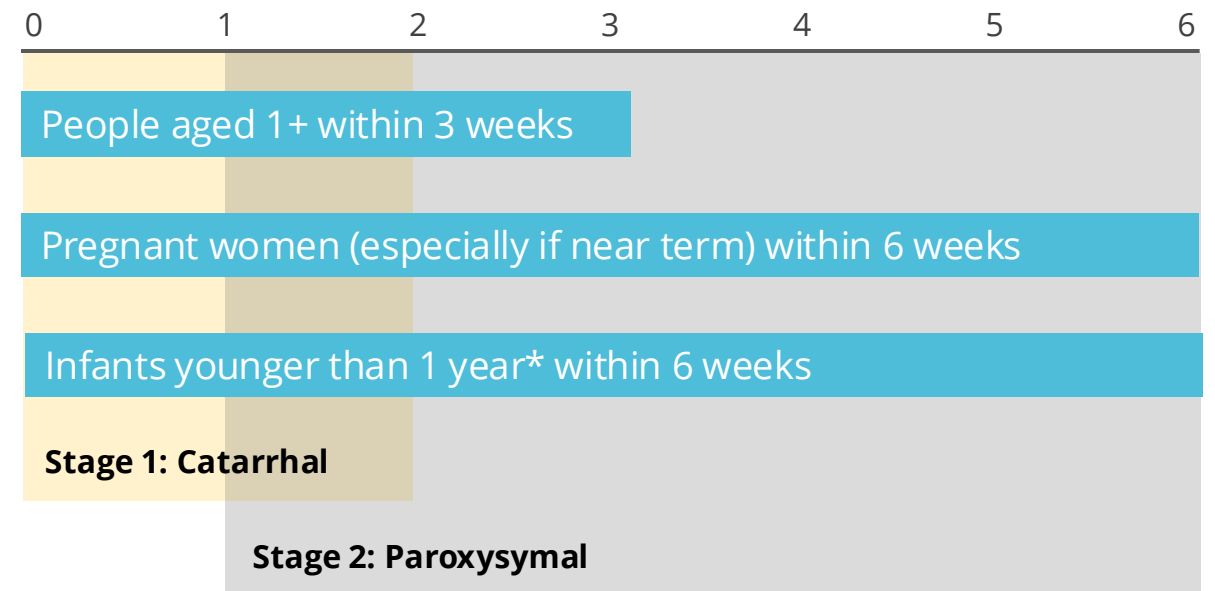 0 1 2 3 4 5 6
People aged 1+ within 3 weeks
Pregnant women (especially if near term) within 6 weeks
Infants younger than 1 year* within 6 weeks
Stage 1: Catarrhal
Stage 2: Paroxysymal